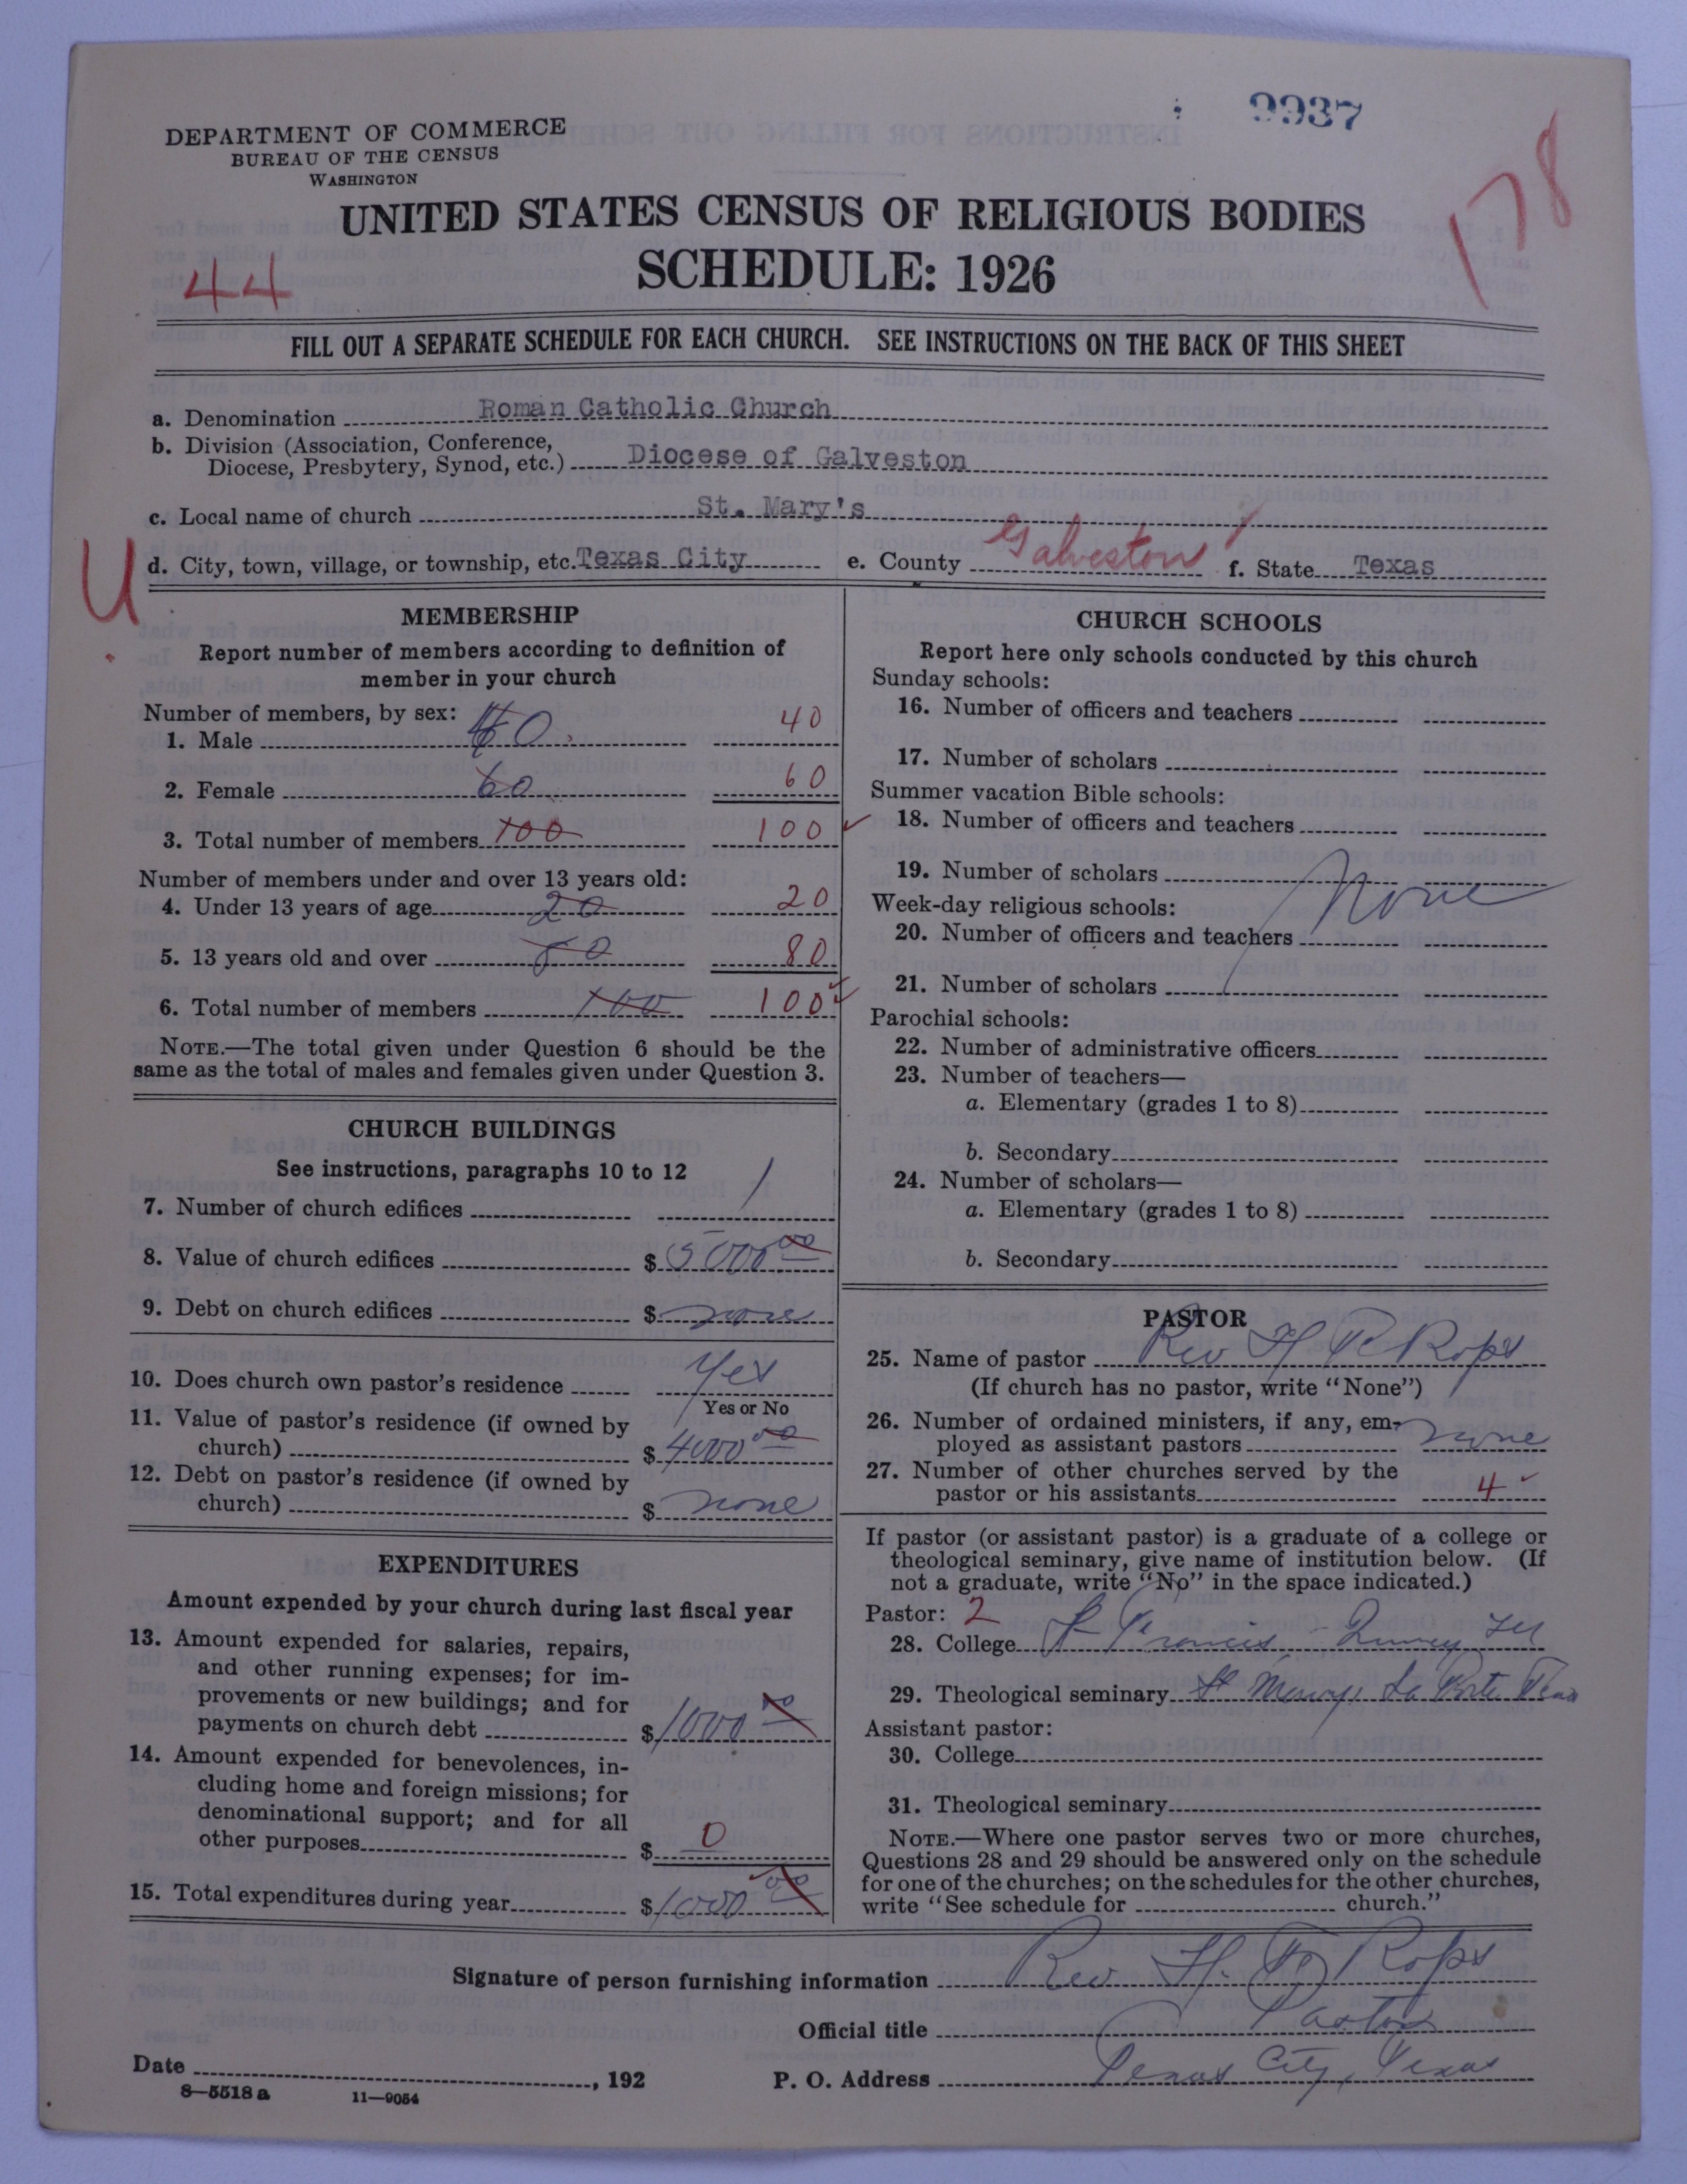 9937
178
DEPARTMENT OF COMMERCE
BUREAU OF THE CENSUS
WASHINGTON
UNITED STATES CENSUS OF RELIGIOUS BODIES
SCHEDULE: 1926
44
FILL OUT A SEPARATE SCHEDULE FOR EACH CHURCH. SEE INSTRUCTIONS ON THE BACK OF THIS SHEET
a. Denomination Roman Catholic Church
b. Division (Association, Conference,
Diocese, Presbytery, Synod, etc.) Diocese of Galveston
c. Local name of church St. Mary's
U
d. City, town, village, or township, etc. Texas City e. County Galveston f. State Texas
MEMBERSHIP
Report number of members according to definition of
member in your church
Number of members, by sex:
1. Male 40 40
2. Female 60 60
3. Total number of members 100 100
Number of members under and over 13 years old:
4. Under 13 years of age 20 20
5. 13 years old and over 80 80
6. Total number of members 100 100
NOTE.—The total given under Question 6 should be the
same as the total of males and females given under Question 3.
CHURCH BUILDINGS
See instructions, paragraphs 10 to 12
7. Number of church edifices 1
8. Value of church edifices $ 5000 00
9. Debt on church edifices $ none
10. Does church own pastor's residence Yes
Yes or No
11. Value of pastor's residence (if owned by
church) $ 4000 00
12. Debt on pastor's residence (if owned by
church) $ none
EXPENDITURES
Amount expended by your church during last fiscal year
13. Amount expended for salaries, repairs,
and other running expenses; for im-
provements or new buildings; and for
payments on church debt $ 1000 00
14. Amount expended for benevolences, in-
cluding home and foreign missions; for
denominational support; and for all
other purposes $ 0
15. Total expenditures during year $ 1000 00
CHURCH SCHOOLS
Report here only schools conducted by this church
Sunday schools:
16. Number of officers and teachers
17. Number of scholars
Summer vacation Bible schools:
18. Number of officers and teachers
19. Number of scholars
None
Week-day religious schools:
20. Number of officers and teachers
21. Number of scholars
Parochial schools:
22. Number of administrative officers
23. Number of teachers—
a. Elementary (grades 1 to 8)
b. Secondary
24. Number of scholars—
a. Elementary (grades 1 to 8)
b. Secondary
PASTOR
25. Name of pastor Rev H P Rops
(If church has no pastor, write "None")
26. Number of ordained ministers, if any, em-
ployed as assistant pastors none
27. Number of other churches served by the
pastor or his assistants 4
If pastor (or assistant pastor) is a graduate of a college or
theological seminary, give name of institution below. (If
not a graduate, write "No" in the space indicated.)
Pastor: 2
28. College St Francis Quincy Ill
29. Theological seminary St Marys La Porte Texas
Assistant pastor:
30. College
31. Theological seminary
NOTE.—Where one pastor serves two or more churches,
Questions 28 and 29 should be answered only on the schedule
for one of the churches; on the schedules for the other churches,
write "See schedule for church."
Signature of person furnishing information Rev. H. P. Rops
Official title Pastor
Date , 192 P. O. Address Texas City, Texas
8—5518a 11—9054